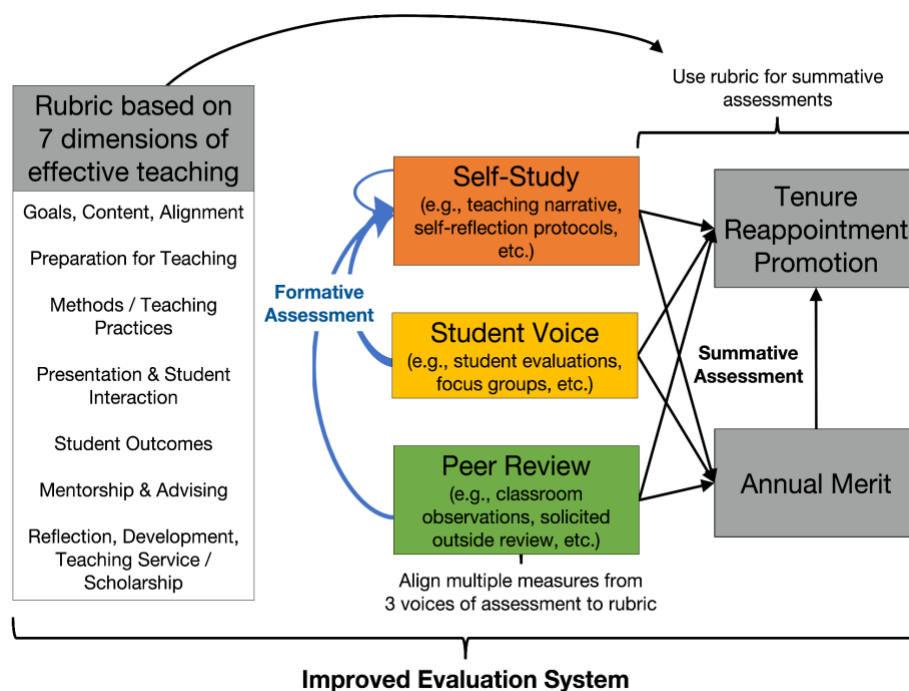 Rubric based on
7 dimensions of
effective teaching
Goals, Content, Alignment
Preparation for Teaching
Methods / Teaching
Practices
Presentation & Student
Interaction
Student Outcomes
Mentorship & Advising
Reflection, Development,
Teaching Service /
Scholarship
Formative
Assessment
Self-Study
(e.g., teaching narrative,
self-reflection protocols,
etc.)
Student Voice
(e.g., student evaluations,
focus groups, etc.)
Peer Review
(e.g., classroom
observations, solicited
outside review, etc.)
Align multiple measures from
3 voices of assessment to rubric
Use rubric for summative
assessments
Tenure
Reappointment
Promotion
Summative
Assessment
Annual Merit
Improved Evaluation System